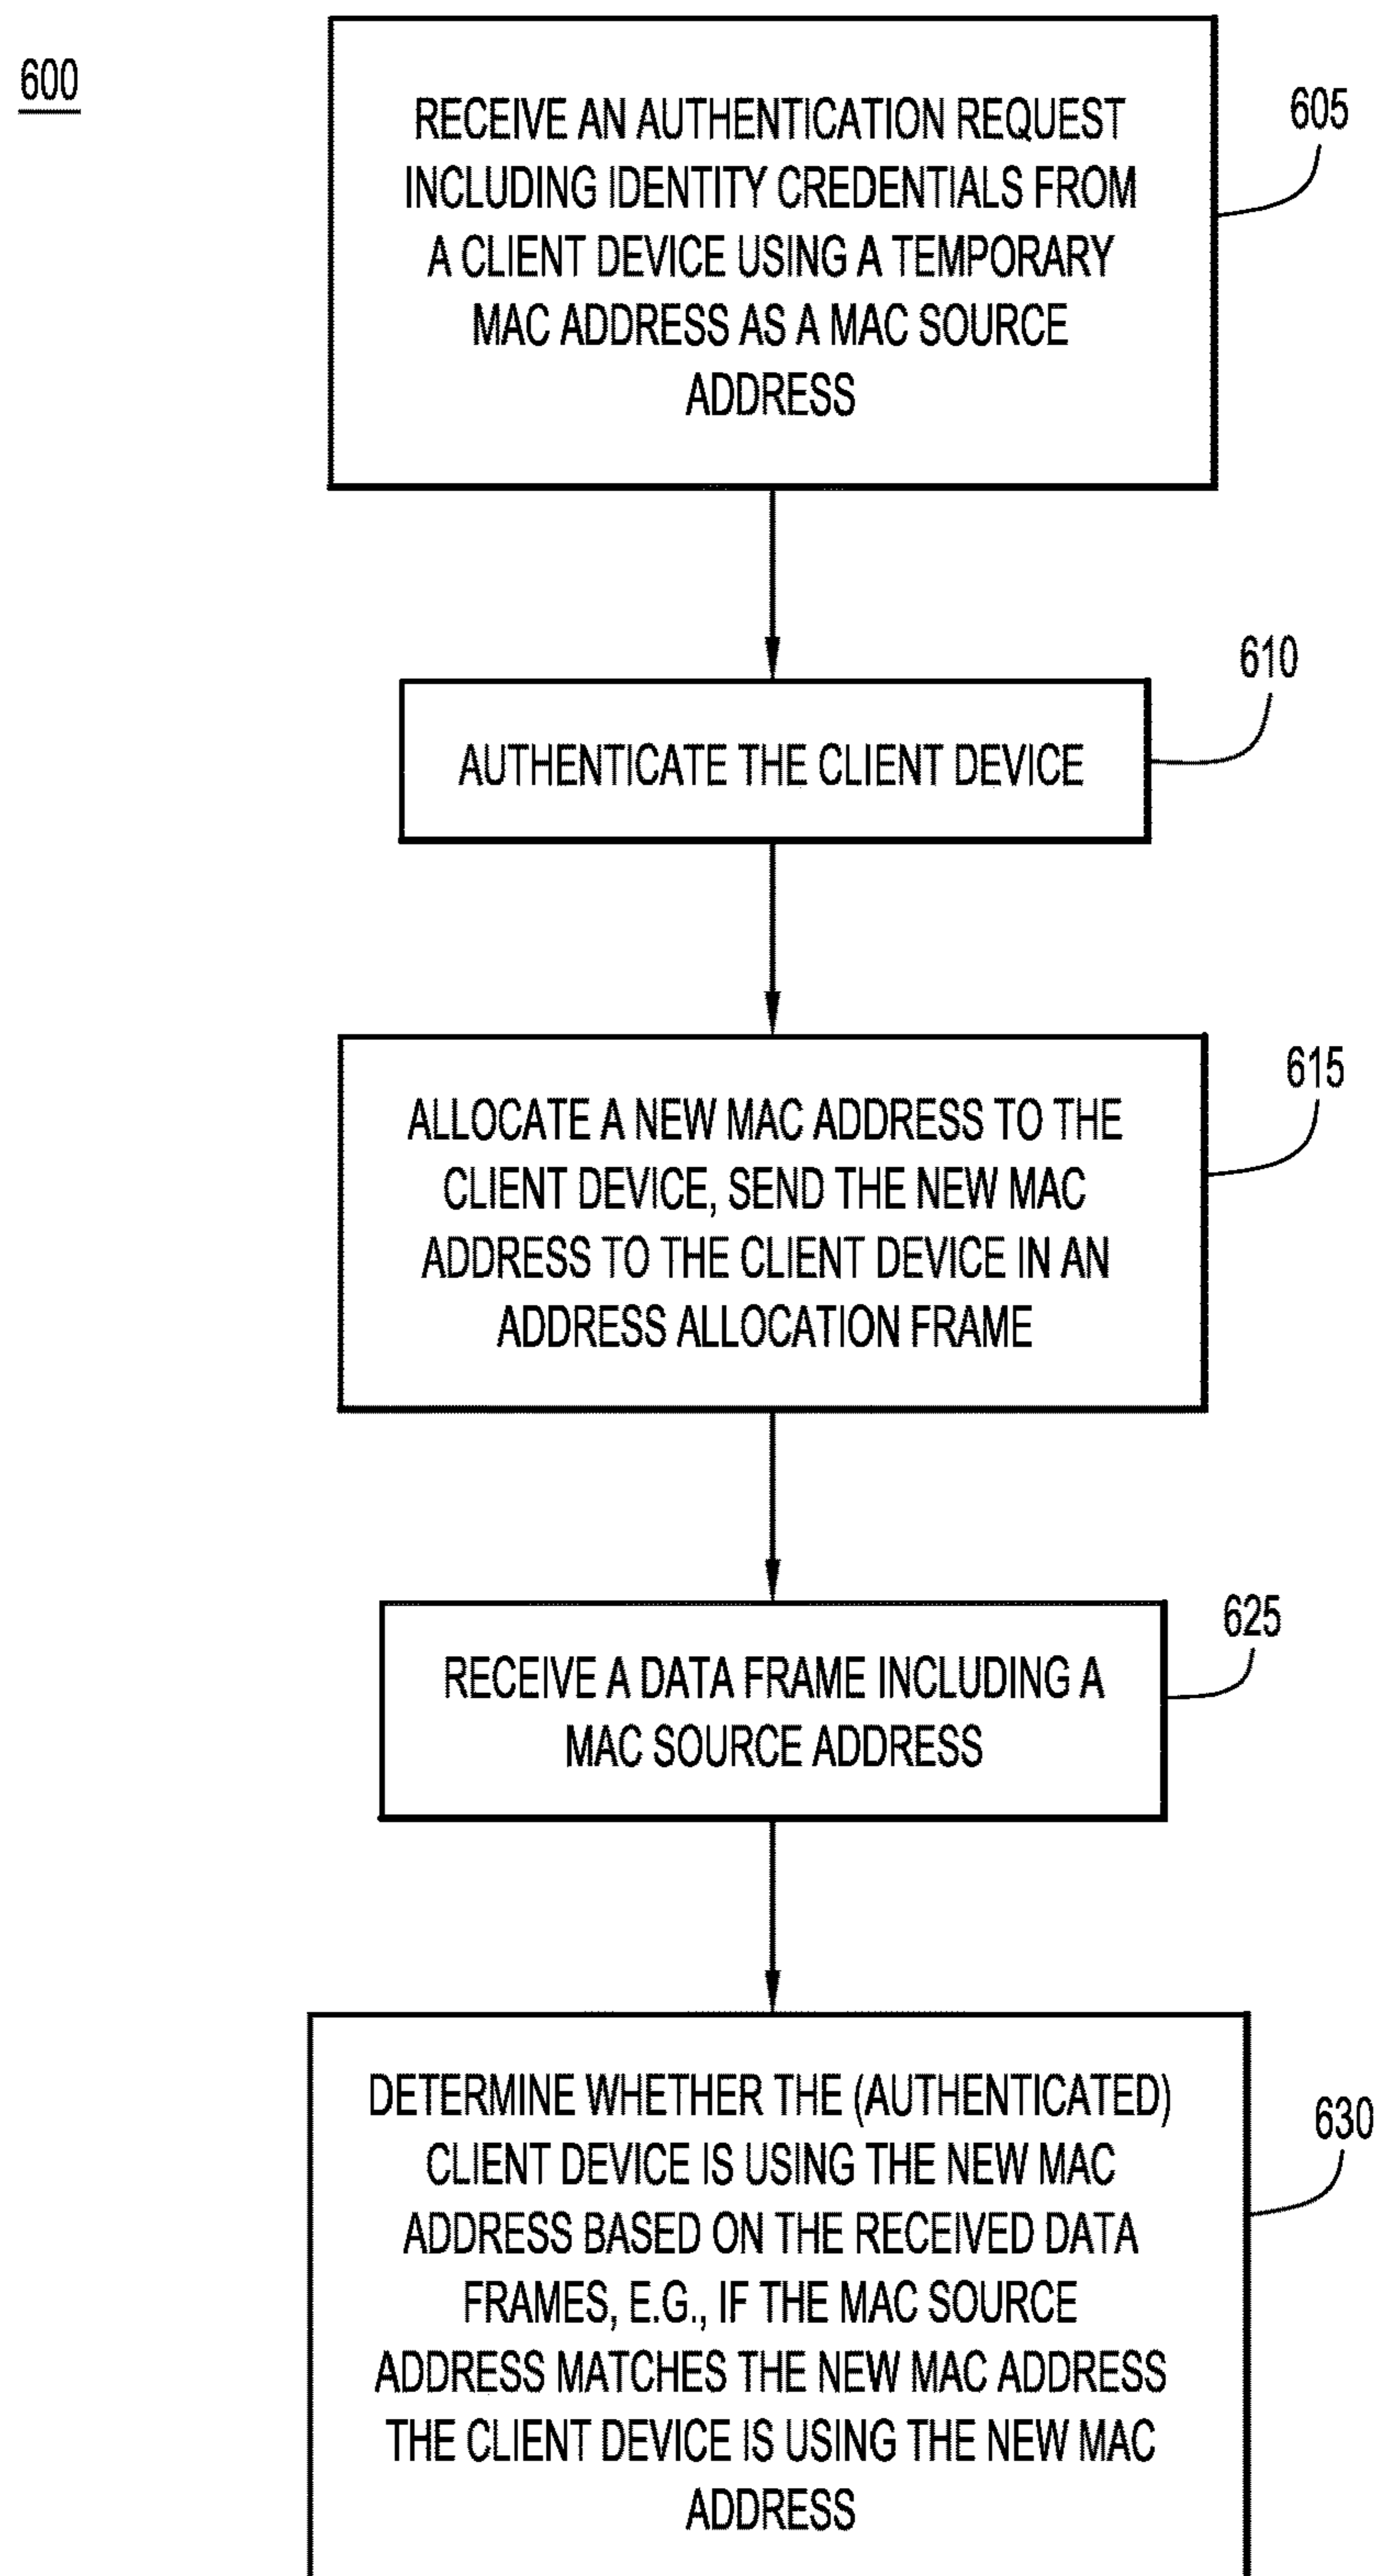 600
RECEIVE AN AUTHENTICATION REQUEST
INCLUDING IDENTITY CREDENTIALS FROM
A CLIENT DEVICE USING A TEMPORARY
MAC ADDRESS AS A MAC SOURCE
ADDRESS
605
AUTHENTICATE THE CLIENT DEVICE
610
ALLOCATE A NEW MAC ADDRESS TO THE
CLIENT DEVICE, SEND THE NEW MAC
ADDRESS TO THE CLIENT DEVICE IN AN
ADDRESS ALLOCATION FRAME
615
RECEIVE A DATA FRAME INCLUDING A
MAC SOURCE ADDRESS
625
DETERMINE WHETHER THE (AUTHENTICATED)
CLIENT DEVICE IS USING THE NEW MAC
ADDRESS BASED ON THE RECEIVED DATA
FRAMES, E.G., IF THE MAC SOURCE
ADDRESS MATCHES THE NEW MAC ADDRESS
THE CLIENT DEVICE IS USING THE NEW MAC
ADDRESS
630